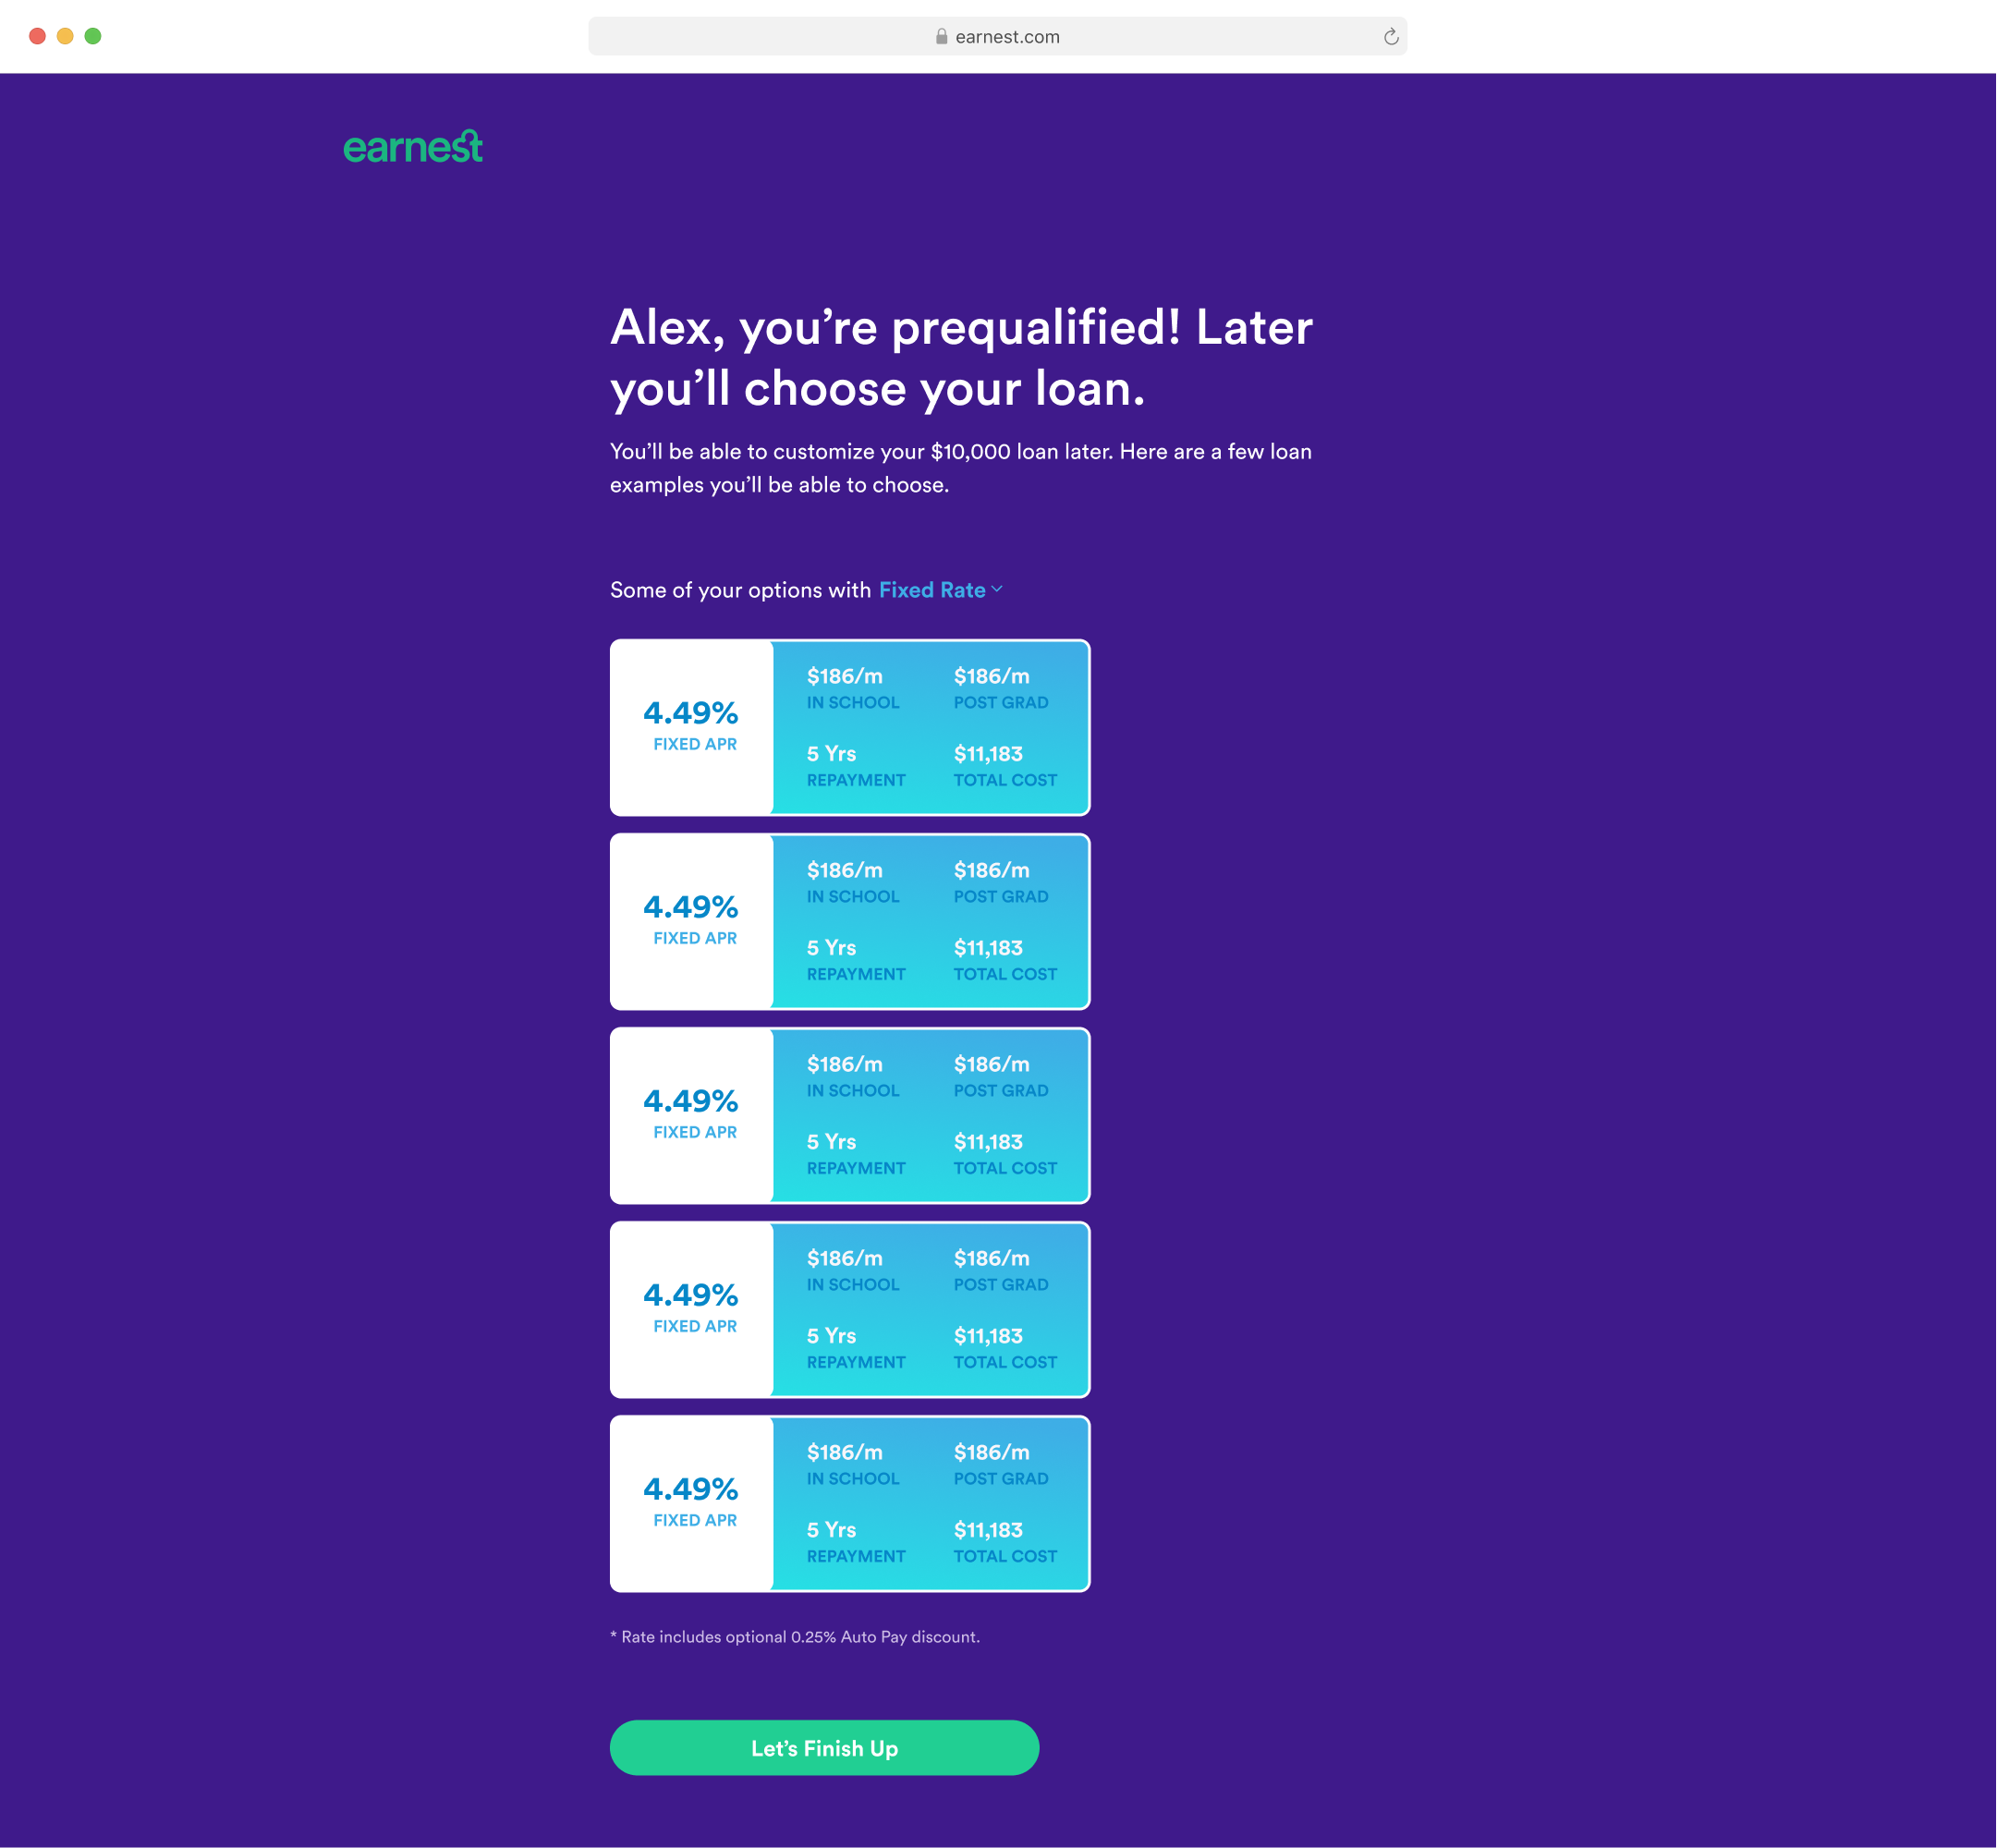 earnest.com
earnest
Alex, you’re prequalified! Later
you’ll choose your loan.
You’ll be able to customize your $10,000 loan later. Here are a few loan
examples you’ll be able to choose.
Some of your options with Fixed Rate
4.49%
FIXED APR
$186/m $186/m
IN SCHOOL POST GRAD
5 Yrs $11,183
REPAYMENT TOTAL COST
4.49%
FIXED APR
$186/m $186/m
IN SCHOOL POST GRAD
5 Yrs $11,183
REPAYMENT TOTAL COST
4.49%
FIXED APR
$186/m $186/m
IN SCHOOL POST GRAD
5 Yrs $11,183
REPAYMENT TOTAL COST
4.49%
FIXED APR
$186/m $186/m
IN SCHOOL POST GRAD
5 Yrs $11,183
REPAYMENT TOTAL COST
4.49%
FIXED APR
$186/m $186/m
IN SCHOOL POST GRAD
5 Yrs $11,183
REPAYMENT TOTAL COST
* Rate includes optional 0.25% Auto Pay discount.
Let’s Finish Up